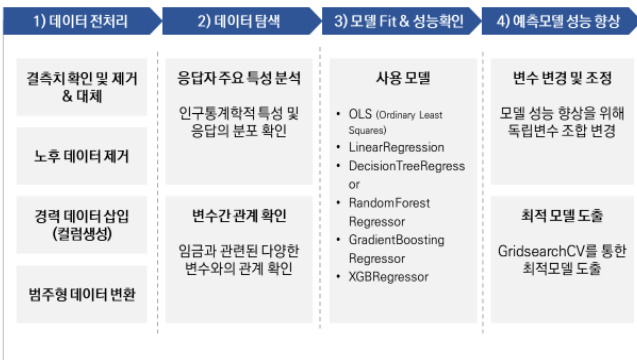 1) 데이터 전처리
결측치 확인 및 제거
& 대체
노후 데이터 제거
경력 데이터 삽입
(컬럼생성)
범주형 데이터 변환
2) 데이터 탐색
응답자 주요 특성 분석
인구통계학적 특성 및
응답의 분포 확인
변수간 관계 확인
임금과 관련된 다양한
변수와의 관계 확인
3) 모델 Fit & 성능확인
사용 모델
• OLS (Ordinary Least
Squares)
• LinearRegression
• DecisionTreeRegress
or
• RandomForest
Regressor
• GradientBoosting
Regressor
• XGBRegressor
4) 예측모델 성능 향상
변수 변경 및 조정
모델 성능 향상을 위해
독립변수 조합 변경
최적 모델 도출
GridsearchCV를 통한
최적모델 도출